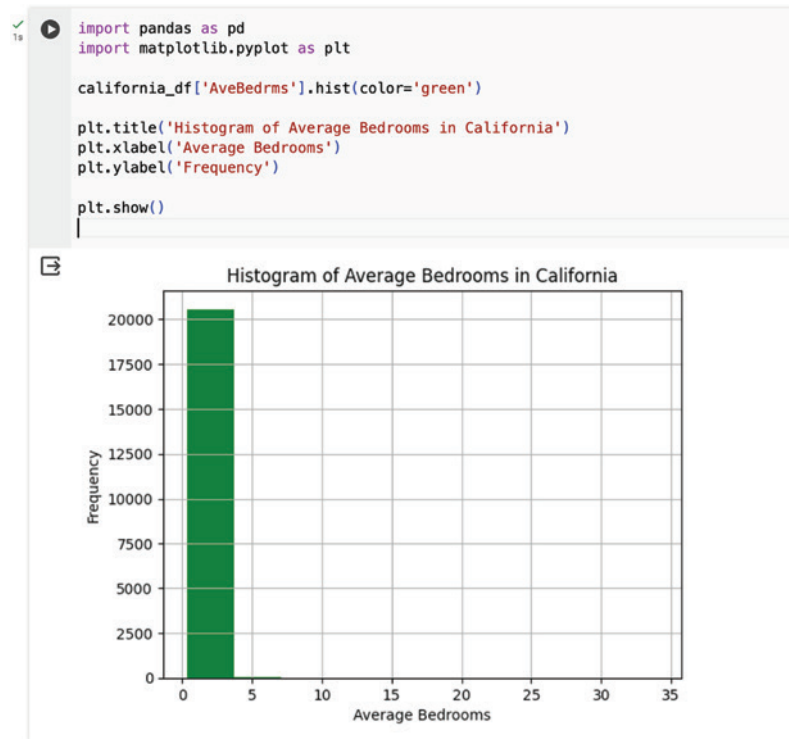 1s
import pandas as pd
import matplotlib.pyplot as plt
california_df['AveBedrms'].hist(color='green')
plt.title('Histogram of Average Bedrooms in California')
plt.xlabel('Average Bedrooms')
plt.ylabel('Frequency')
plt.show()
Histogram of Average Bedrooms in California
20000
17500
15000
12500
10000
7500
5000
2500
0
Frequency
0 5 10 15 20 25 30 35
Average Bedrooms